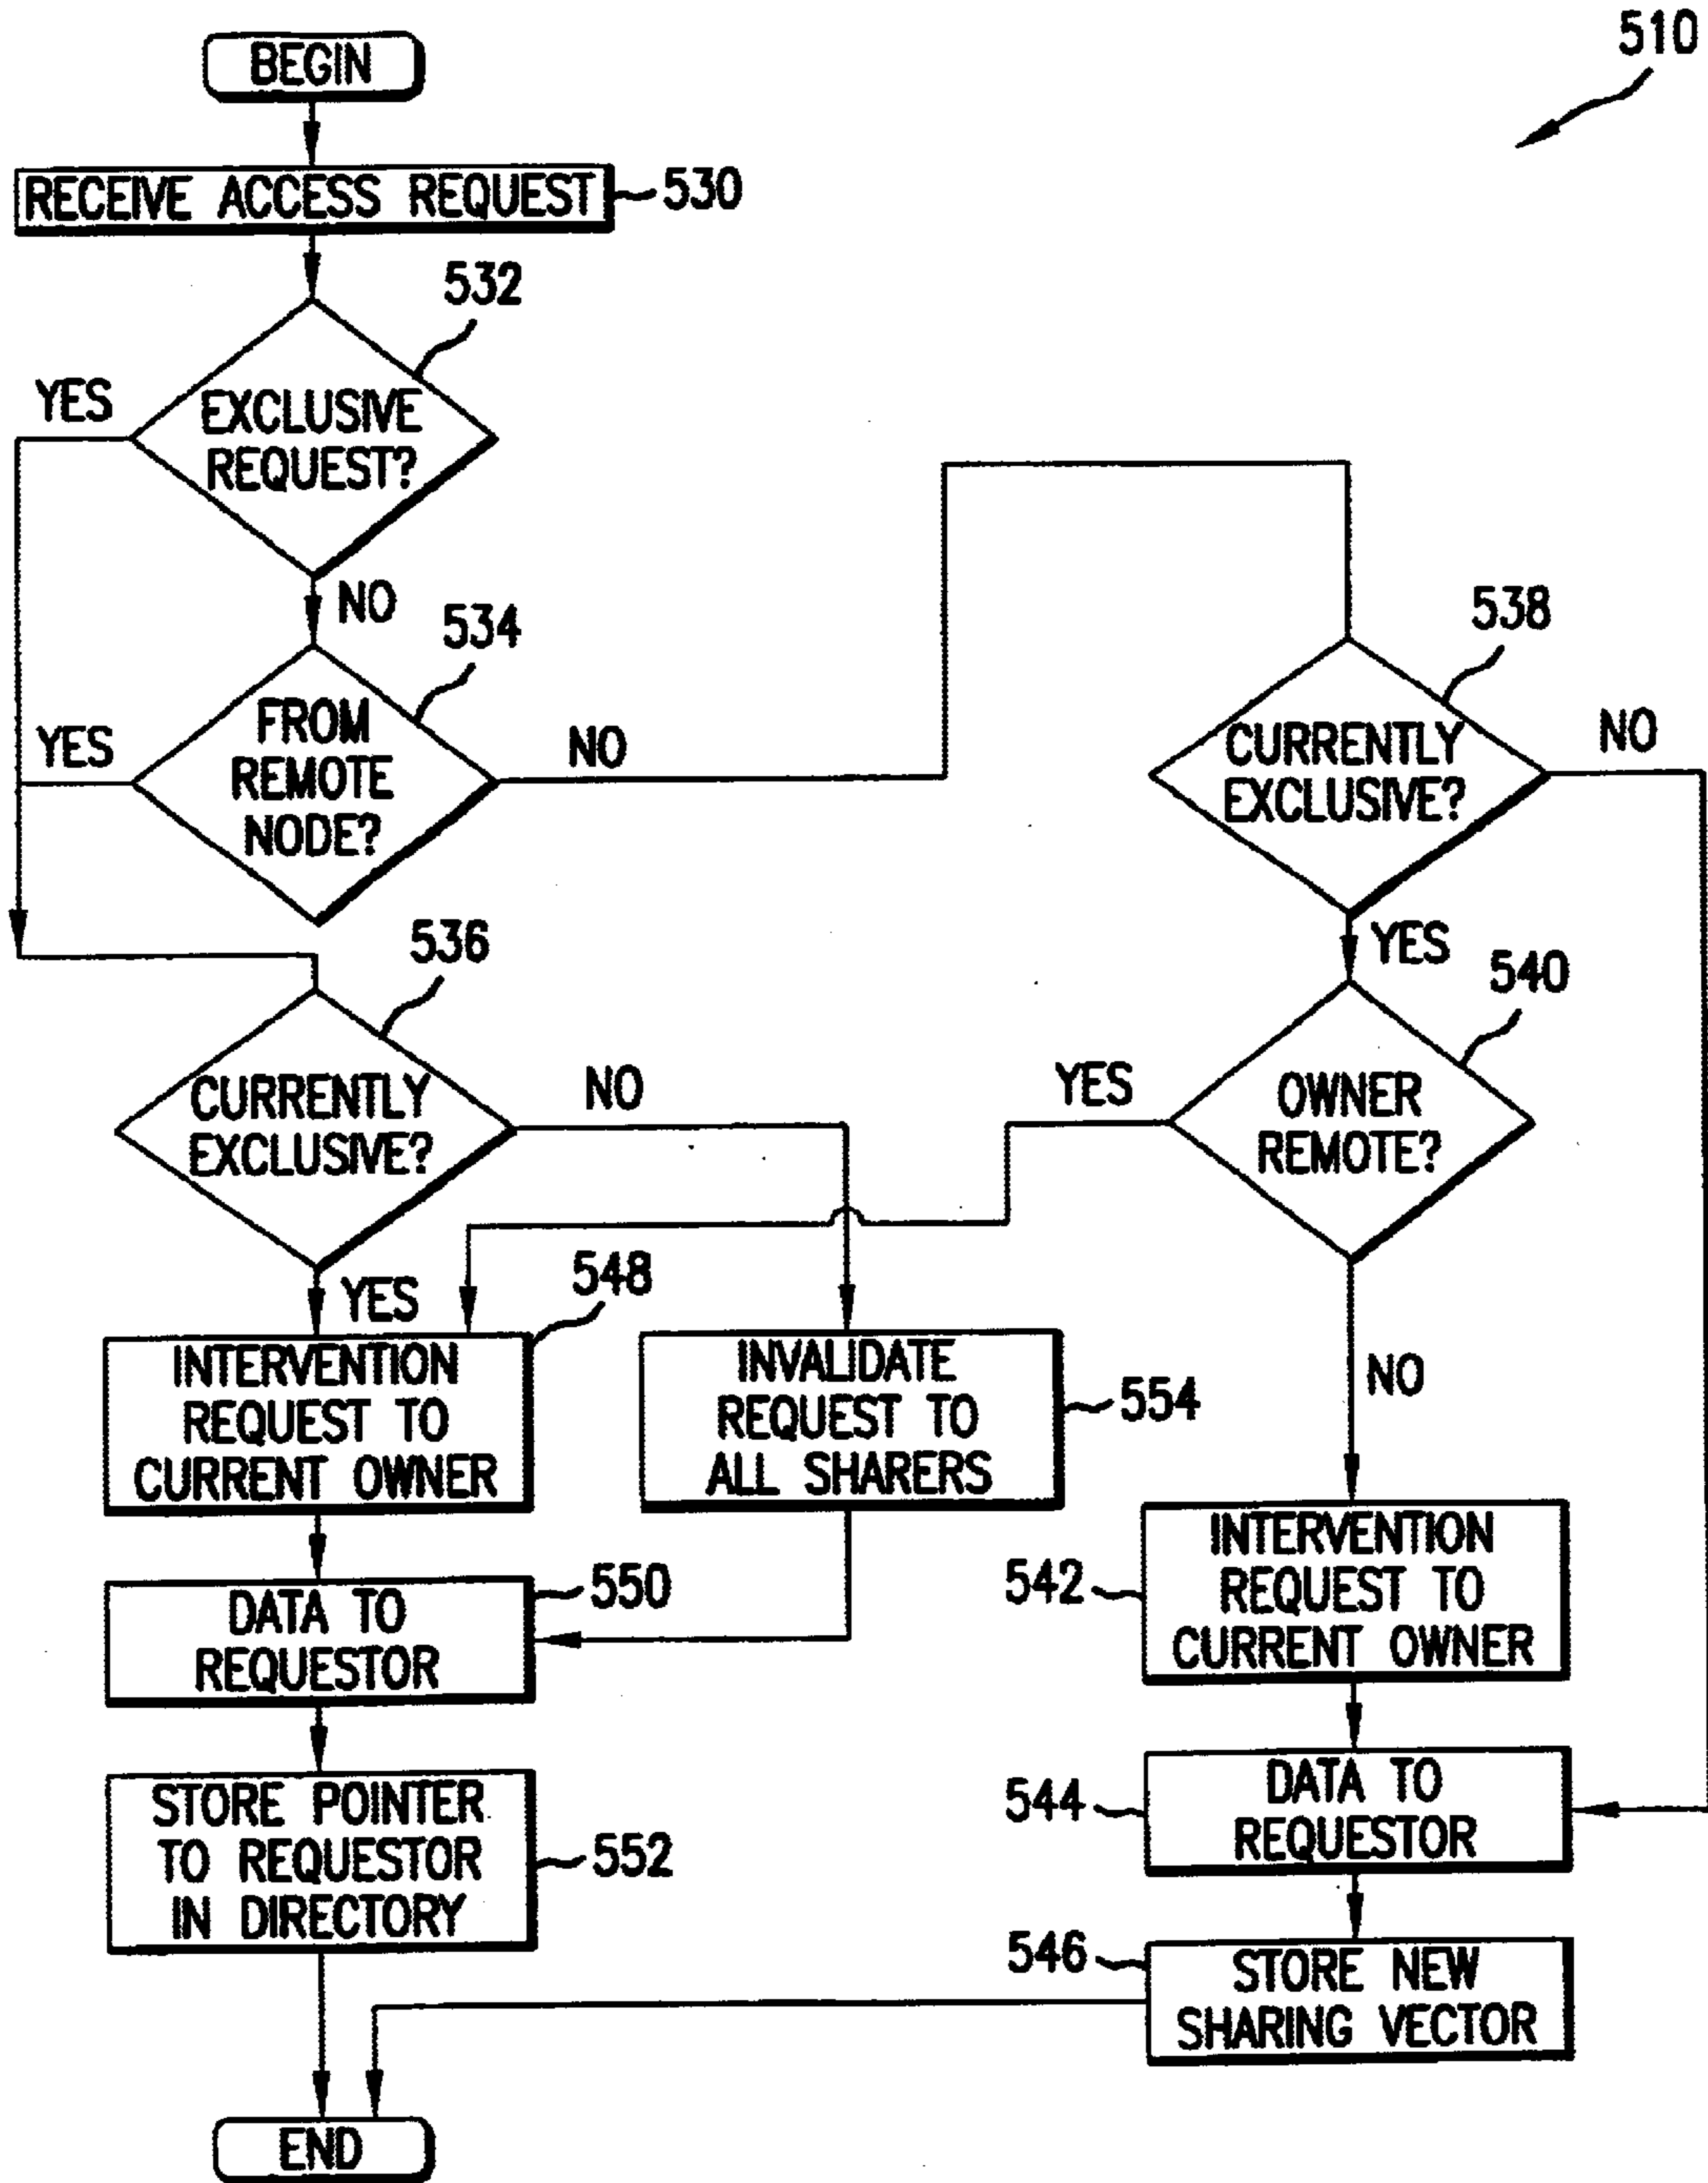 510
BEGIN
RECEIVE ACCESS REQUEST
530
532
YES
EXCLUSIVE
REQUEST?
NO
534
YES
FROM
REMOTE
NODE?
NO
538
CURRENTLY
EXCLUSIVE?
NO
YES
536
CURRENTLY
EXCLUSIVE?
NO
YES
540
YES
OWNER
REMOTE?
NO
548
INTERVENTION
REQUEST TO
CURRENT OWNER
INVALIDATE
REQUEST TO
ALL SHARERS
554
542
INTERVENTION
REQUEST TO
CURRENT OWNER
550
DATA TO
REQUESTOR
544
DATA TO
REQUESTOR
STORE POINTER
TO REQUESTOR
IN DIRECTORY
552
546
STORE NEW
SHARING VECTOR
END